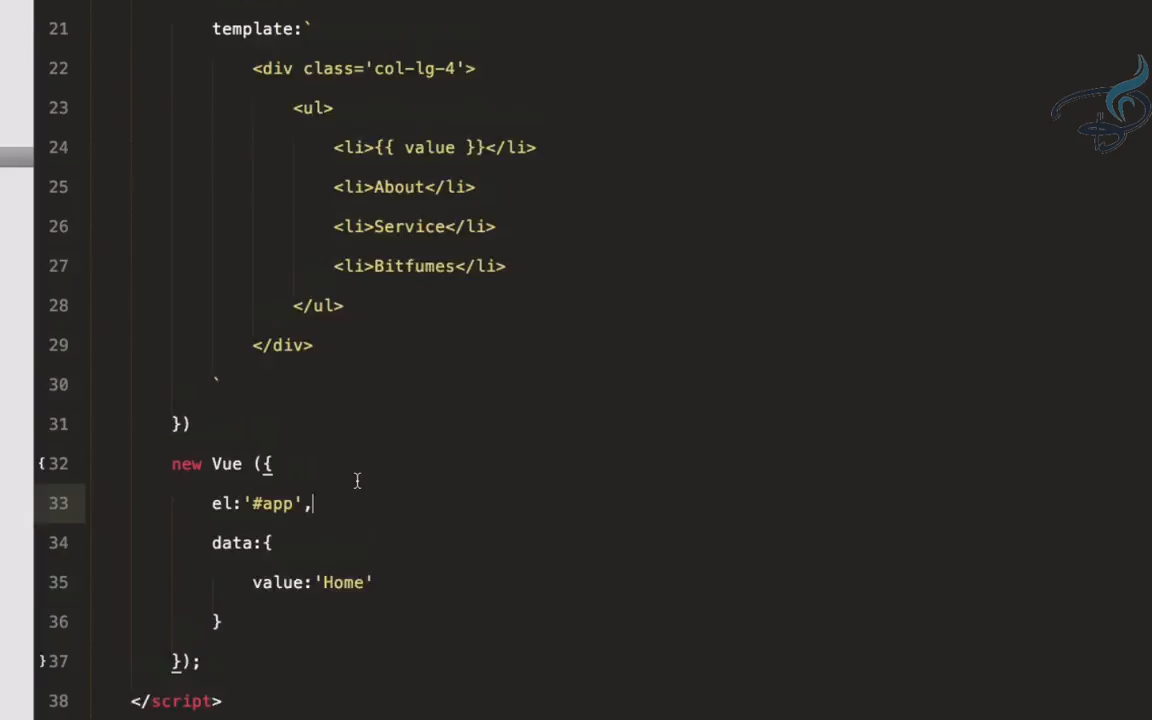 21 template:`
22 <div class='col-lg-4'>
23 <ul>
24 <li>{{ value }}</li>
25 <li>About</li>
26 <li>Service</li>
27 <li>Bitfumes</li>
28 </ul>
29 </div>
30 `
31 })
{32 new Vue ({
33 el:'#app',
34 data:{
35 value:'Home'
36 }
}37 });
38 </script>